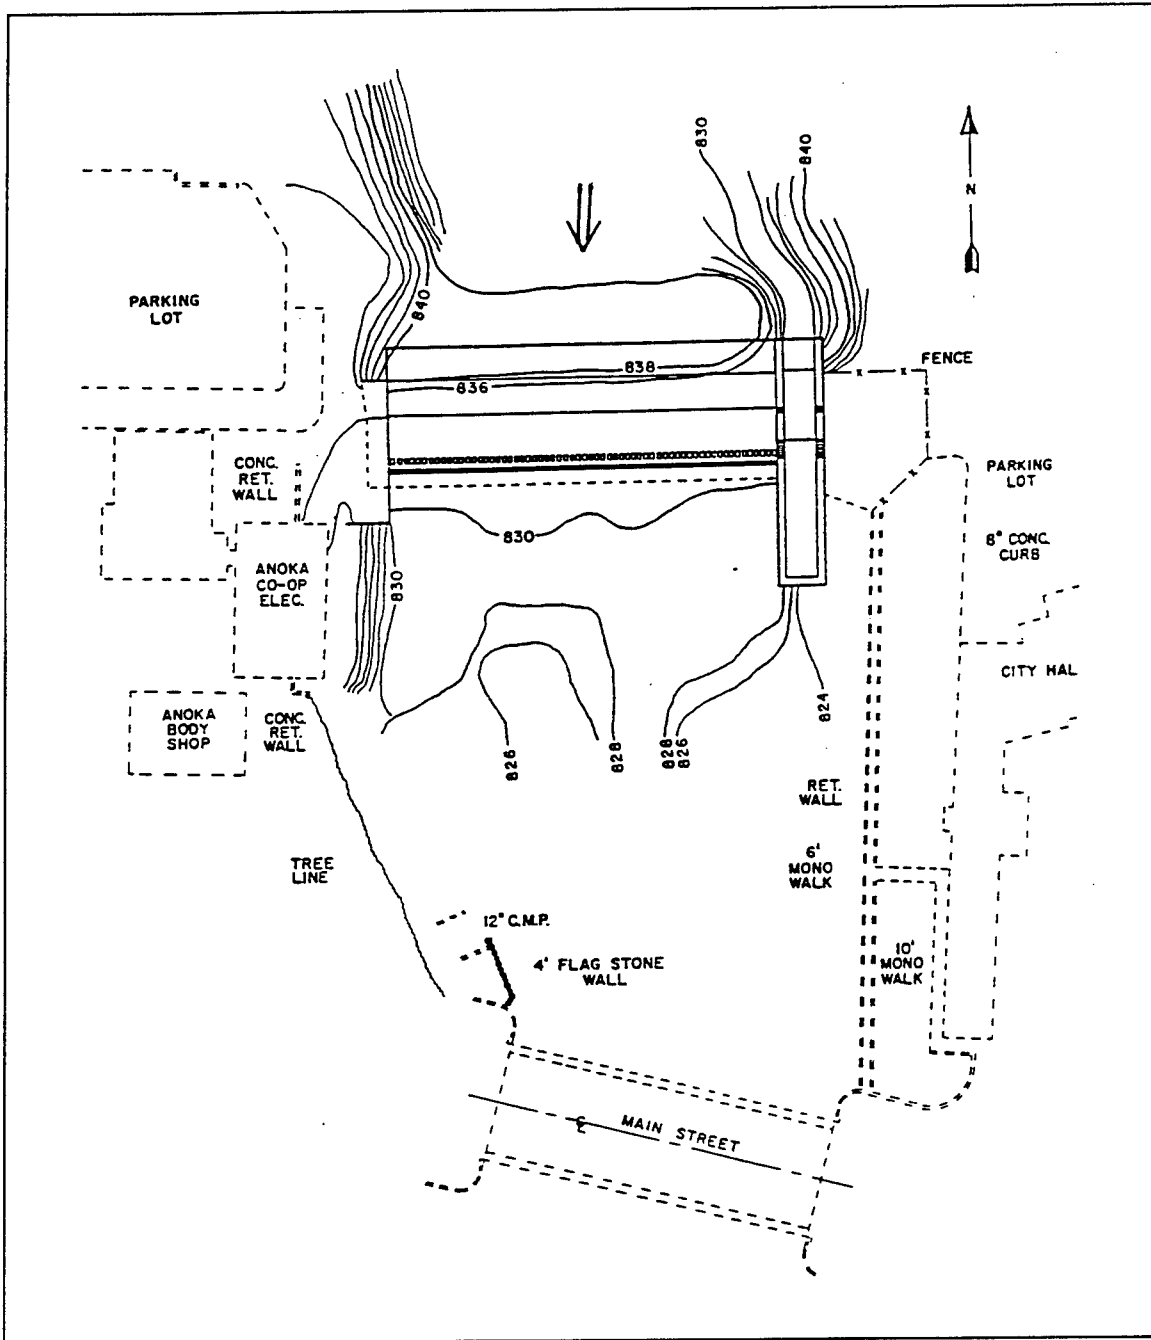 830
840
N
PARKING
LOT
840
FENCE
838
836
CONC.
RET.
WALL
PARKING
LOT
830
8" CONC.
CURB
ANOKA
CO-OP
ELEC.
830
CITY HAL
ANOKA
BODY
SHOP
CONC.
RET.
WALL
824
826
828
828
826
RET.
WALL
6'
MONO
WALK
TREE
LINE
12" C.M.P.
4' FLAG STONE
WALL
10'
MONO
WALK
CL MAIN STREET